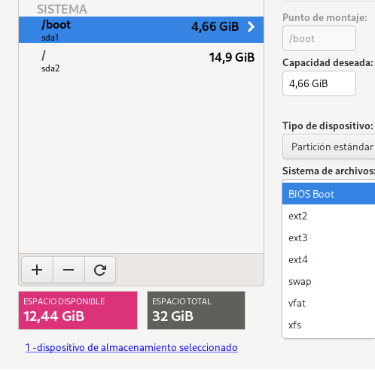 SISTEMA
/boot
4,66 GiB
sda1
/
14,9 GiB
sda2
ESPACIO DISPONIBLE
12,44 GiB
ESPACIO TOTAL
32 GiB
1 -dispositivo de almacenamiento seleccionado
Punto de montaje:
/boot
Capacidad deseada:
4,66 GiB
Tipo de dispositivo:
Partición estándar
Sistema de archivos:
BIOS Boot
ext2
ext3
ext4
swap
vfat
xfs